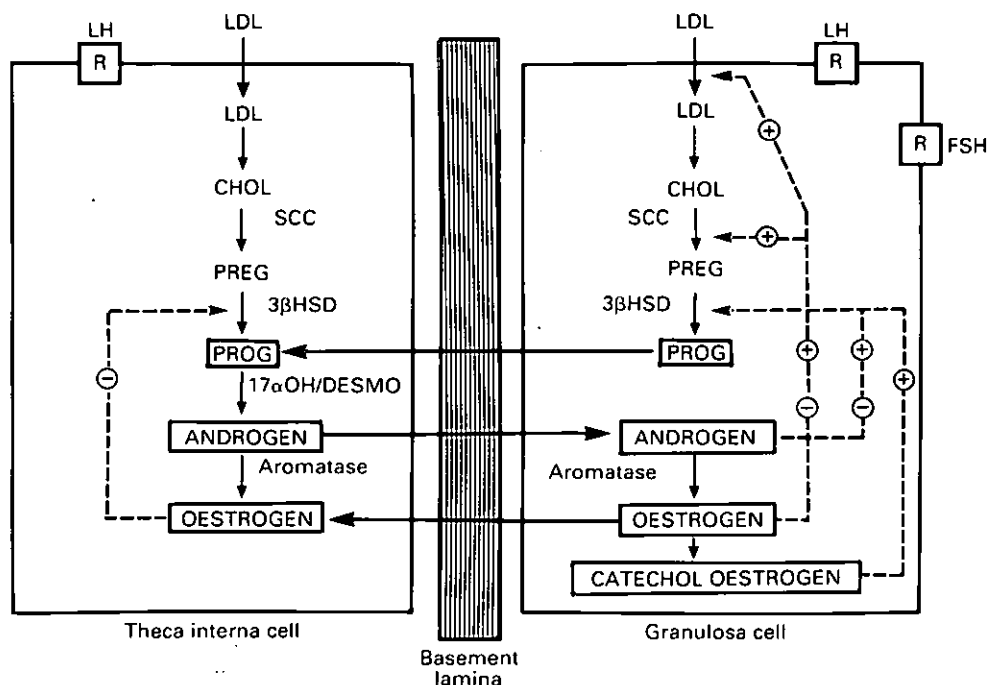 LH
R
LDL
LDL
CHOL
SCC
PREG
3βHSD
PROG
17αOH/DESMO
ANDROGEN
Aromatase
OESTROGEN
−
Theca interna cell
Basement
lamina
LDL
LH
R
R
FSH
LDL
+
CHOL
SCC
+
PREG
3βHSD
PROG
+
+
+
−
−
ANDROGEN
Aromatase
OESTROGEN
CATECHOL OESTROGEN
Granulosa cell